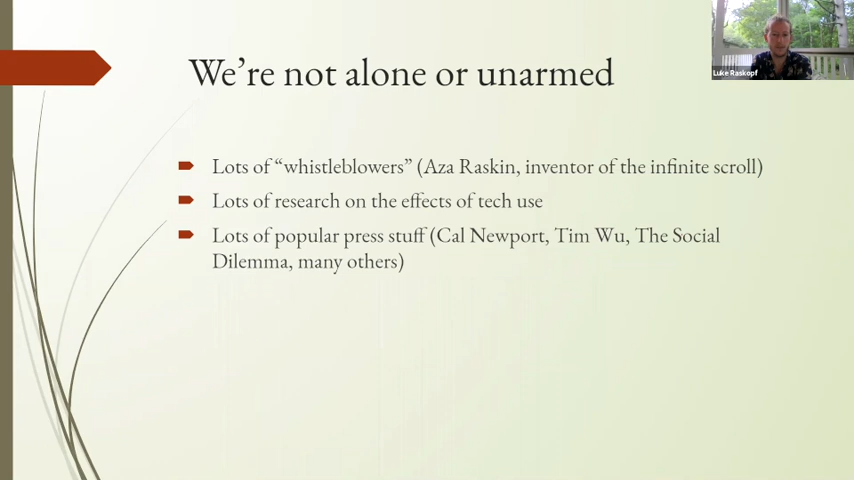 Luke Raskopf
We're not alone or unarmed
Lots of “whistleblowers” (Aza Raskin, inventor of the infinite scroll)
Lots of research on the effects of tech use
Lots of popular press stuff (Cal Newport, Tim Wu, The Social
Dilemma, many others)